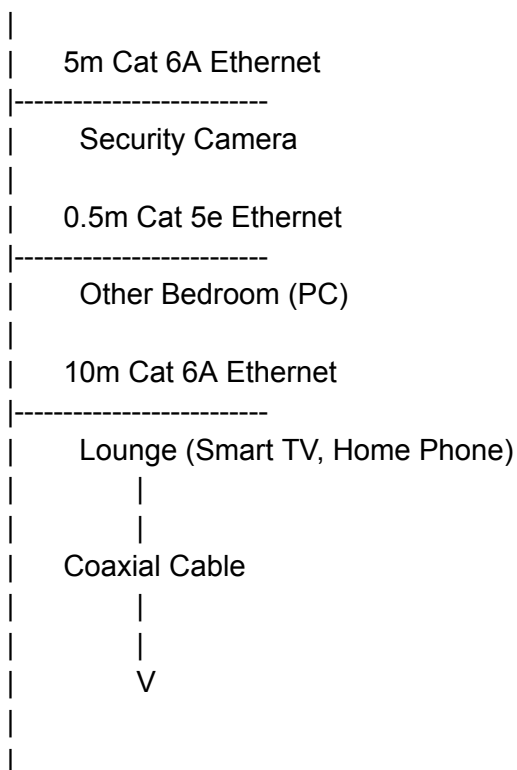 |
| 5m Cat 6A Ethernet
|--------------------------
| Security Camera
|
| 0.5m Cat 5e Ethernet
|--------------------------
| Other Bedroom (PC)
|
| 10m Cat 6A Ethernet
|--------------------------
| Lounge (Smart TV, Home Phone)
| |
| |
| Coaxial Cable
| |
| |
| V
|
|